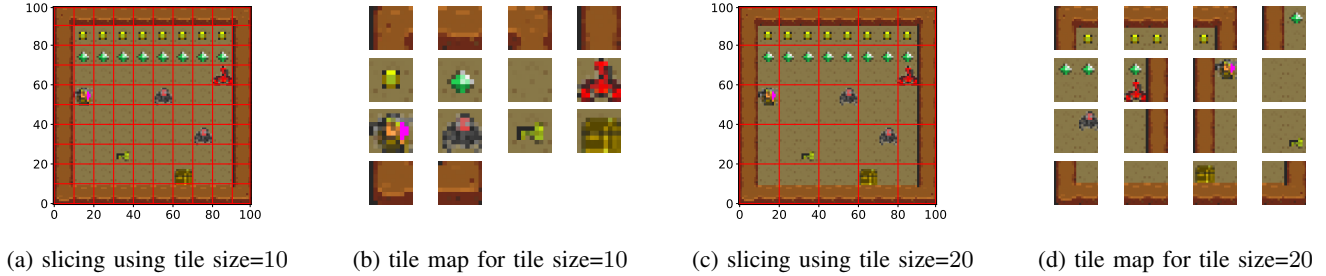 100
80
60
40
20
0
0 20 40 60 80 100
(a) slicing using tile size=10
(b) tile map for tile size=10
100
80
60
40
20
0
0 20 40 60 80 100
(c) slicing using tile size=20
(d) tile map for tile size=20